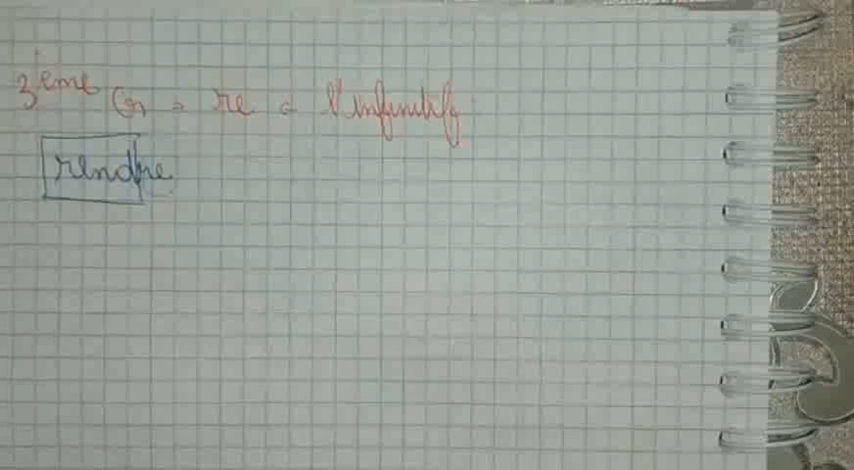 3ème Gr = re à l'infinitif
rendre